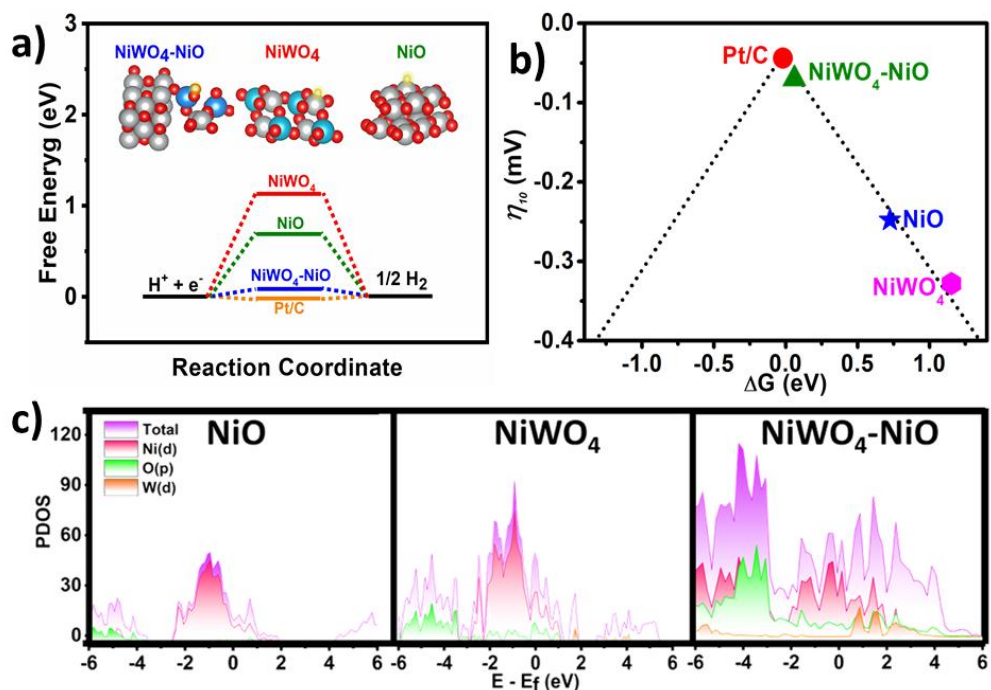 a)
3
2
1
0
Free Eneryg (eV)
NiWO4-NiO
NiWO4
NiO
NiWO4
NiO
NiWO4-NiO
Pt/C
H+ + e-
1/2 H2
Reaction Coordinate
b)
0.0
-0.1
-0.2
-0.3
-0.4
η10 (mV)
Pt/C
NiWO4-NiO
NiO
NiWO4
-1.0 -0.5 0.0 0.5 1.0
ΔG (eV)
c)
120
90
60
30
0
PDOS
Total
Ni(d)
O(p)
W(d)
NiO
NiWO4
NiWO4-NiO
-6 -4 -2 0 2 4 6
-6 -4 -2 0 2 4 6
-6 -4 -2 0 2 4 6
E - Ef (eV)